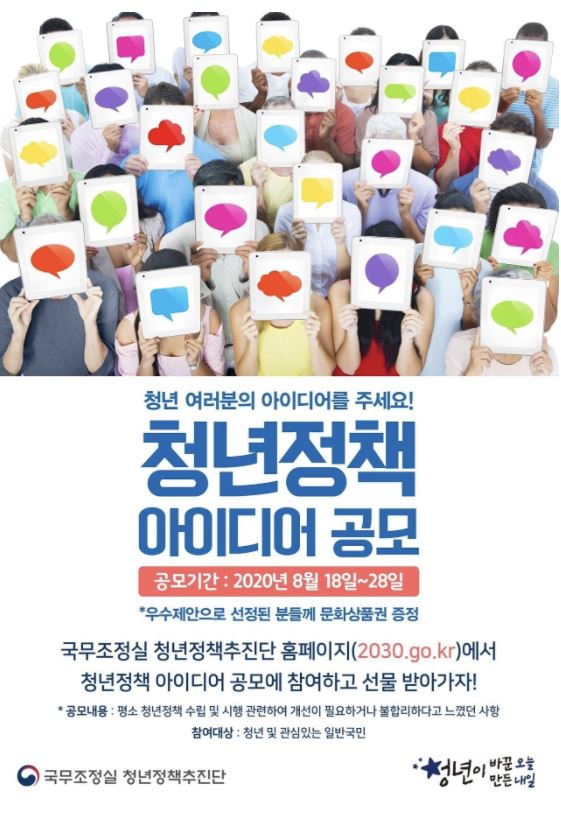 청년 여러분의 아이디어를 주세요!
청년정책
아이디어 공모
공모기간 : 2020년 8월 18일~28일
*우수제안으로 선정된 분들께 문화상품권 증정
국무조정실 청년정책추진단 홈페이지(2030.go.kr)에서
청년정책 아이디어 공모에 참여하고 선물 받아가자!
* 공모내용 : 평소 청년정책 수립 및 시행 관련하여 개선이 필요하거나 불합리하다고 느꼈던 사항
참여대상 : 청년 및 관심있는 일반국민
국무조정실 청년정책추진단
청년이 바꾼 오늘
만든 내일